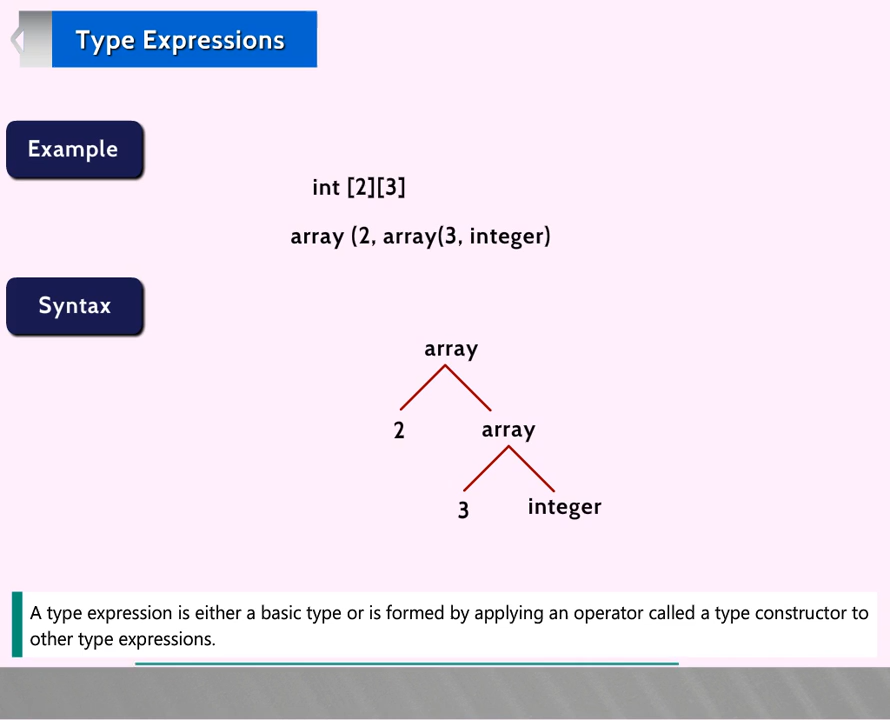 Type Expressions
Example
int [2][3]
array (2, array(3, integer)
Syntax
array
2 array
3 integer
A type expression is either a basic type or is formed by applying an operator called a type constructor to
other type expressions.